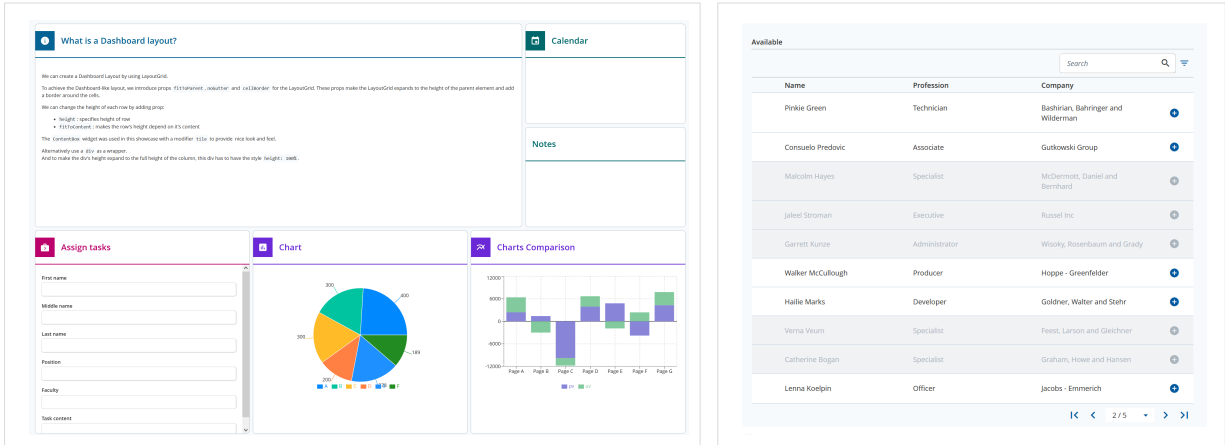 What is a Dashboard layout?
We can create a Dashboard Layout by using LayoutGrid.
To achieve the Dashboard-like layout, we introduce props fitToParent, noGutter and cellBorder for the LayoutGrid. These props make the LayoutGrid expands to the height of the parent element and add
a border around the cells.
We can change the height of each row by adding prop:
height: specifies height of row
FitToContent: makes the row's height depend on it's content
The ContentBox widget was used in this showcase with a modifier tile to provide nice look and feel.
Alternatively use a div as a wrapper.
And to make the div's height expand to the full height of the column, this div has to have the style height: 100%.
Calendar
Notes
Assign tasks
First name
Middle name
Last name
Position
Faculty
Task content
Chart
300
400
300
189
200
A B C D F
Charts Comparison
12000
6000
0
-6000
-12000
Page A Page B Page C Page D Page E Page F Page G
pv uv
Available
Search
Name Profession Company
Pinkie Green Technician Bashirian, Bahringer and
Wilderman
Consuelo Predovic Associate Gutkowski Group
Malcolm Hayes Specialist McDermott, Daniel and
Bernhard
Jaleel Stroman Executive Russel Inc
Garrett Kunze Administrator Wisoky, Rosenbaum and Grady
Walker McCullough Producer Hoppe - Greenfelder
Hailie Marks Developer Goldner, Walter and Stehr
Verna Veum Specialist Feest, Larson and Gleichner
Catherine Bogan Specialist Graham, Howe and Hansen
Lenna Koelpin Officer Jacobs - Emmerich
2 / 5